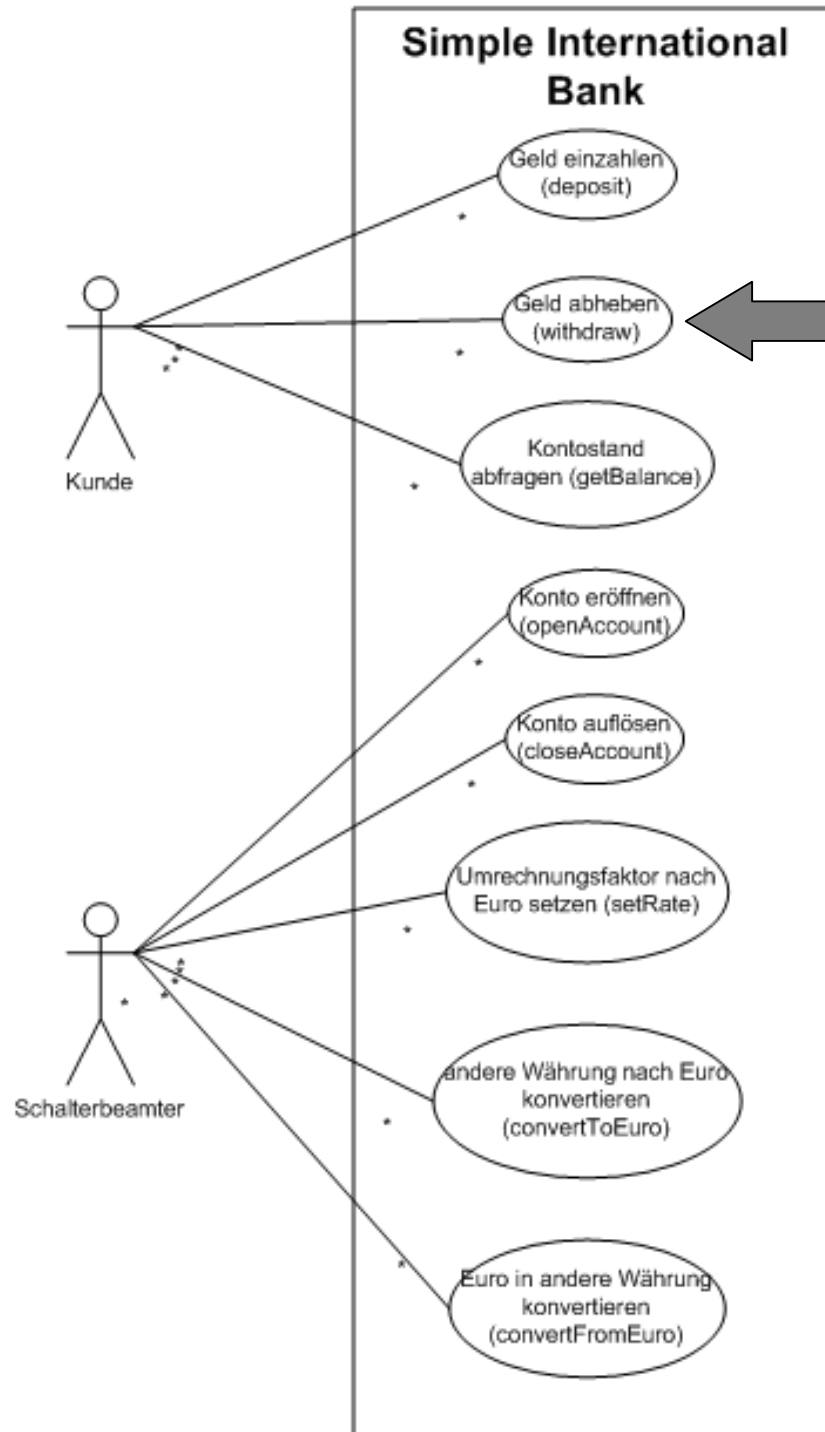 Simple International
Bank
Geld einzahlen
(deposit)
*
Geld abheben
(withdraw)
*
*
*
*
Kunde
Kontostand
abfragen (getBalance)
*
Konto eröffnen
(openAccount)
*
Konto auflösen
(closeAccount)
*
Umrechnungsfaktor nach
Euro setzen (setRate)
*
*
*
*
*
*
Schalterbeamter
andere Währung nach Euro
konvertieren
(convertToEuro)
*
*
Euro in andere Währung
konvertieren
(convertFromEuro)